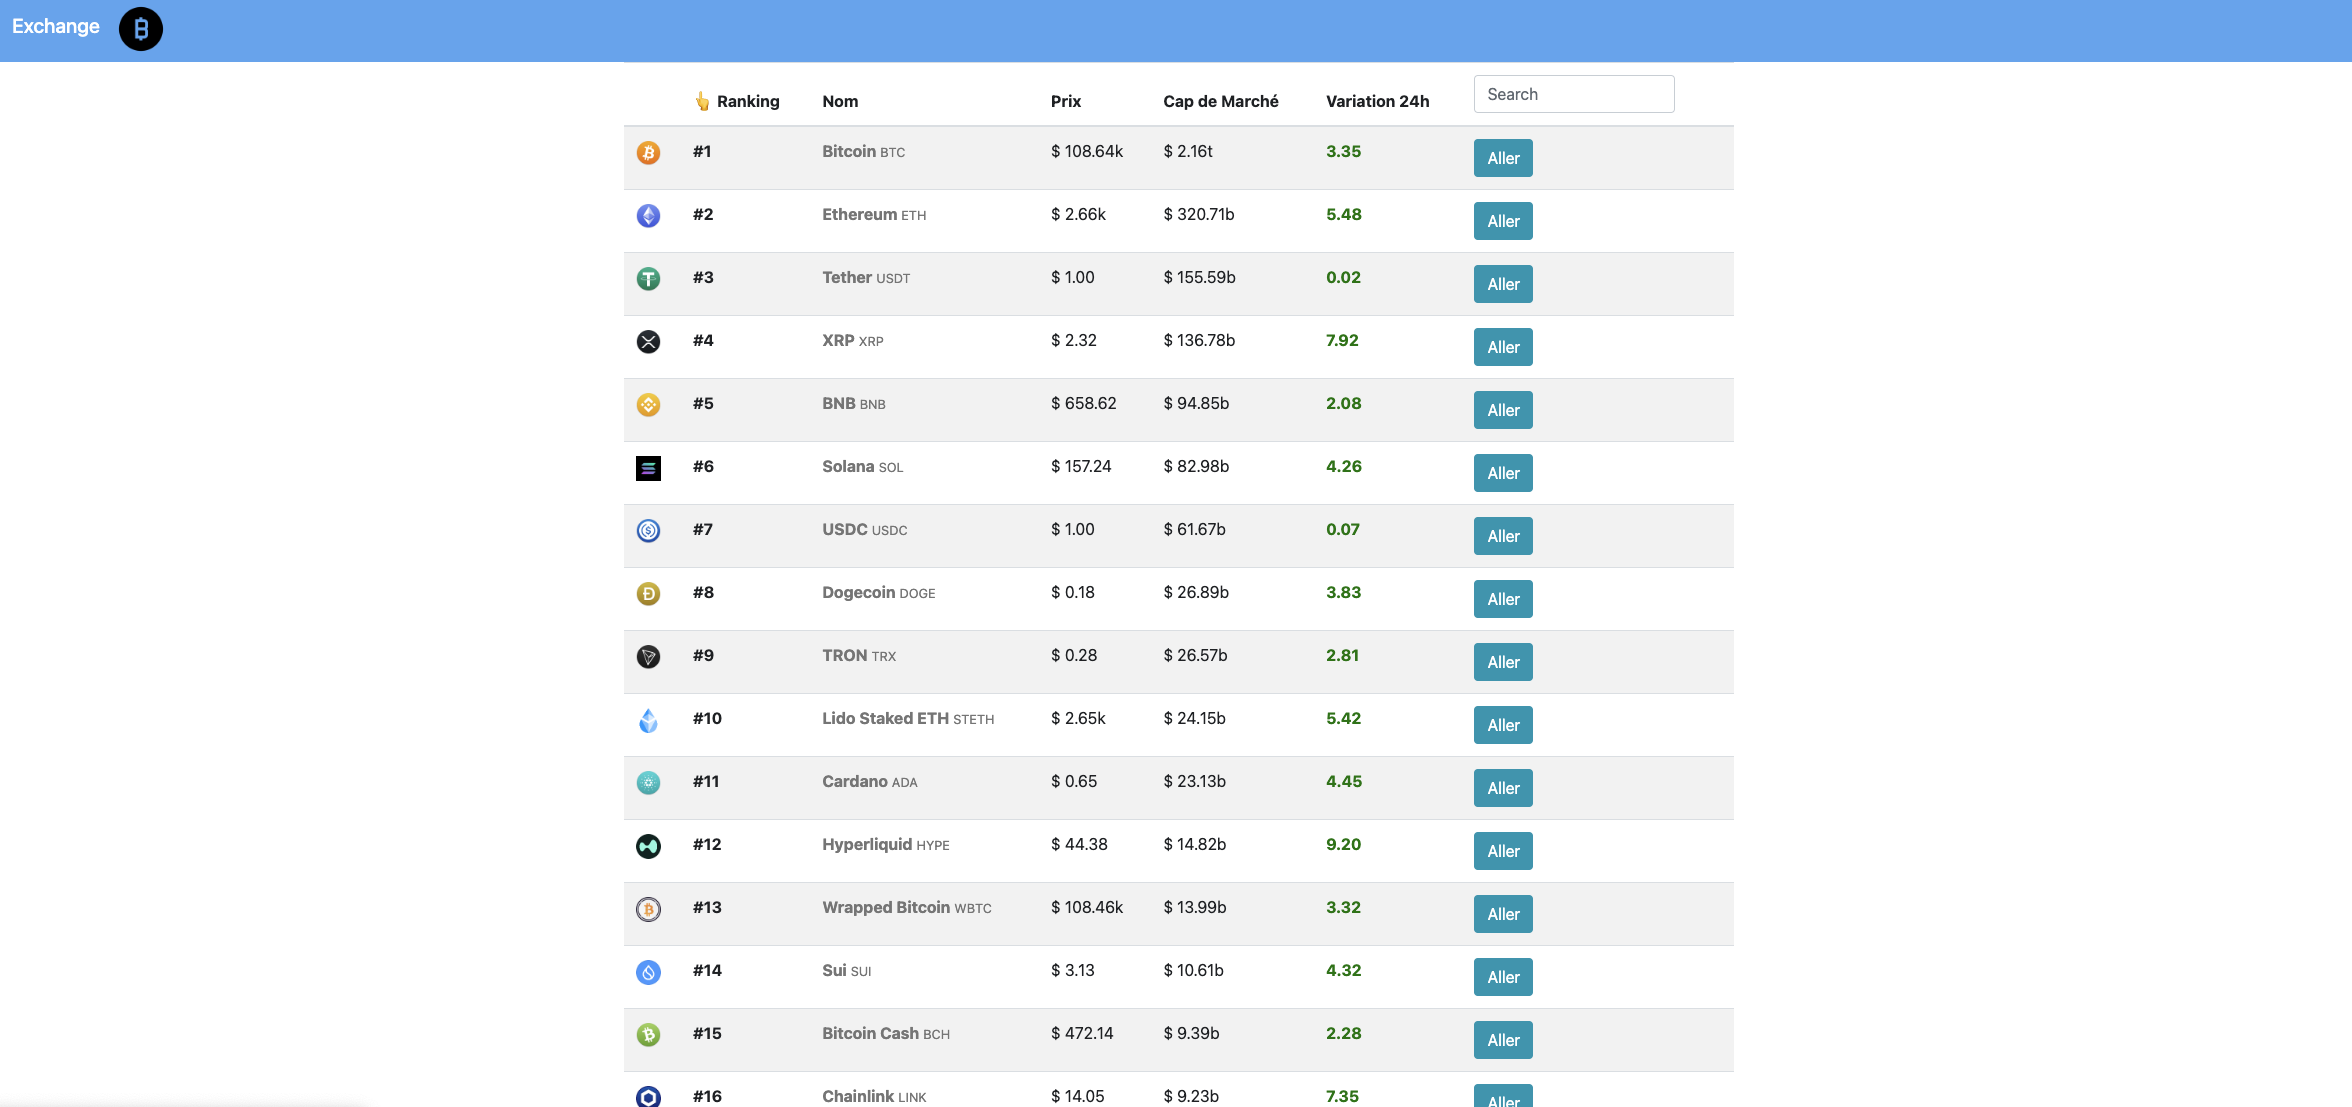 Exchange
👆 Ranking Nom Prix Cap de Marché Variation 24h Search
#1 Bitcoin BTC $ 108.64k $ 2.16t 3.35 Aller
#2 Ethereum ETH $ 2.66k $ 320.71b 5.48 Aller
#3 Tether USDT $ 1.00 $ 155.59b 0.02 Aller
#4 XRP XRP $ 2.32 $ 136.78b 7.92 Aller
#5 BNB BNB $ 658.62 $ 94.85b 2.08 Aller
#6 Solana SOL $ 157.24 $ 82.98b 4.26 Aller
#7 USDC USDC $ 1.00 $ 61.67b 0.07 Aller
#8 Dogecoin DOGE $ 0.18 $ 26.89b 3.83 Aller
#9 TRON TRX $ 0.28 $ 26.57b 2.81 Aller
#10 Lido Staked ETH STETH $ 2.65k $ 24.15b 5.42 Aller
#11 Cardano ADA $ 0.65 $ 23.13b 4.45 Aller
#12 Hyperliquid HYPE $ 44.38 $ 14.82b 9.20 Aller
#13 Wrapped Bitcoin WBTC $ 108.46k $ 13.99b 3.32 Aller
#14 Sui SUI $ 3.13 $ 10.61b 4.32 Aller
#15 Bitcoin Cash BCH $ 472.14 $ 9.39b 2.28 Aller
#16 Chainlink LINK $ 14.05 $ 9.23b 7.35 Aller